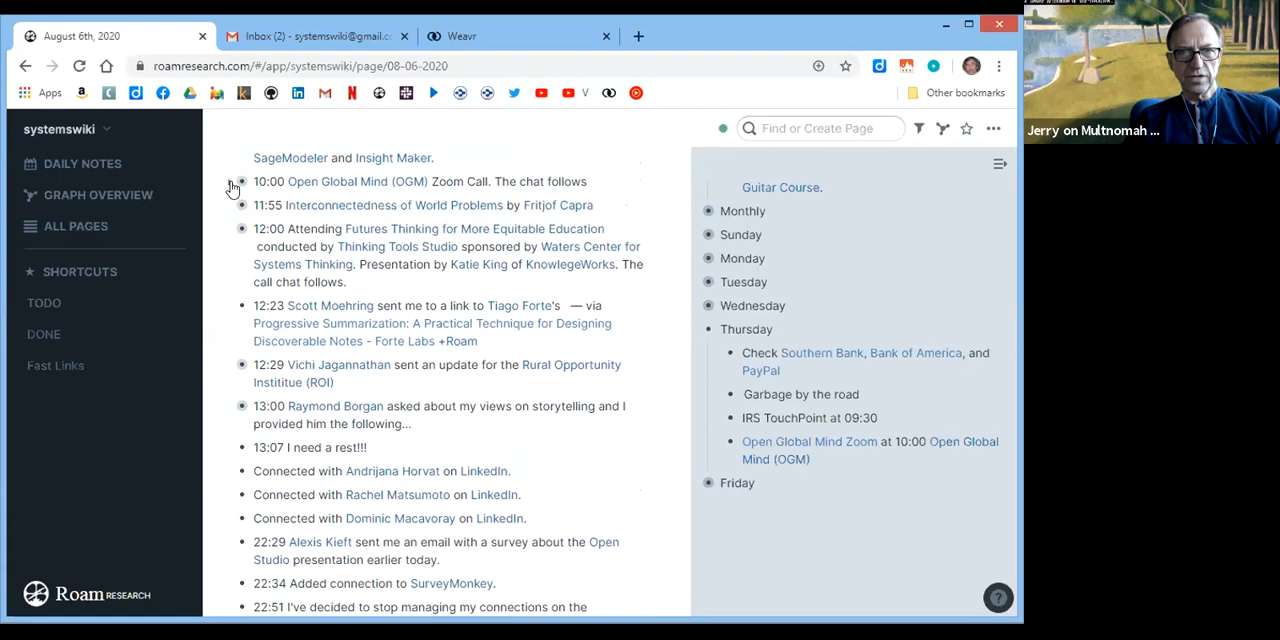 August 6th, 2020
Inbox (2) - systemswiki@gmail.c
Weavr
roamresearch.com/#/app/systemswiki/page/08-06-2020
Apps
V
Other bookmarks
systemswiki
DAILY NOTES
GRAPH OVERVIEW
ALL PAGES
SHORTCUTS
TODO
DONE
Fast Links
Roam RESEARCH
Find or Create Page
SageModeler and Insight Maker.
10:00 Open Global Mind (OGM) Zoom Call. The chat follows
11:55 Interconnectedness of World Problems by Fritjof Capra
12:00 Attending Futures Thinking for More Equitable Education
conducted by Thinking Tools Studio sponsored by Waters Center for
Systems Thinking. Presentation by Katie King of KnowlegeWorks. The
call chat follows.
12:23 Scott Moehring sent me to a link to Tiago Forte's — via
Progressive Summarization: A Practical Technique for Designing
Discoverable Notes - Forte Labs +Roam
12:29 Vichi Jagannathan sent an update for the Rural Opportunity
Instititue (ROI)
13:00 Raymond Borgan asked about my views on storytelling and I
provided him the following...
13:07 I need a rest!!!
Connected with Andrijana Horvat on LinkedIn.
Connected with Rachel Matsumoto on LinkedIn.
Connected with Dominic Macavoray on LinkedIn.
22:29 Alexis Kieft sent me an email with a survey about the Open
Studio presentation earlier today.
22:34 Added connection to SurveyMonkey.
22:51 I've decided to stop managing my connections on the
Guitar Course.
Monthly
Sunday
Monday
Tuesday
Wednesday
Thursday
Check Southern Bank, Bank of America, and
PayPal
Garbage by the road
IRS TouchPoint at 09:30
Open Global Mind Zoom at 10:00 Open Global
Mind (OGM)
Friday
Jerry on Multnomah ...